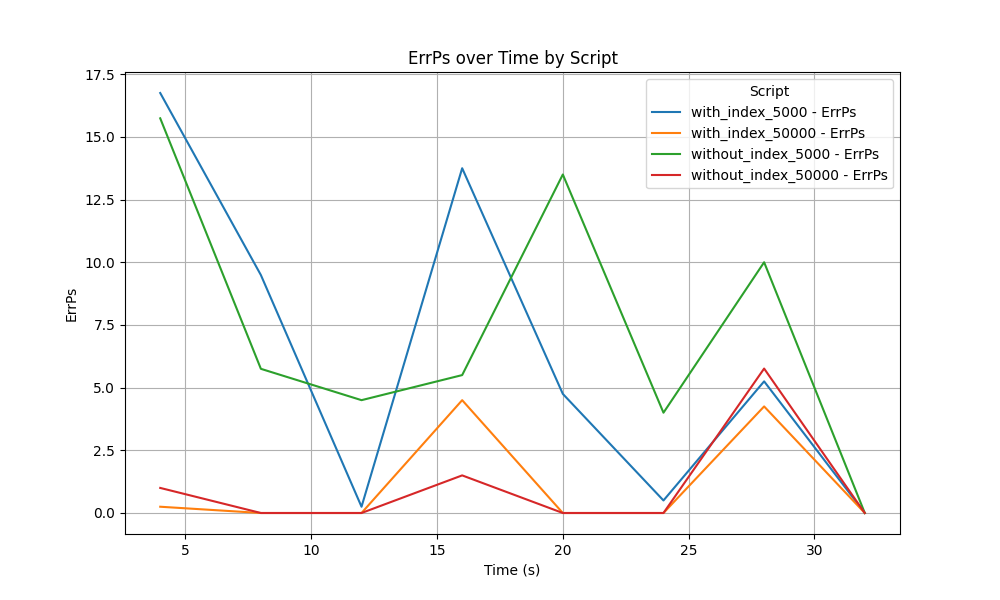 ErrPs over Time by Script
17.5
15.0
12.5
10.0
7.5
5.0
2.5
0.0
ErrPs
Script
with_index_5000 - ErrPs
with_index_50000 - ErrPs
without_index_5000 - ErrPs
without_index_50000 - ErrPs
5
10
15
20
25
30
Time (s)